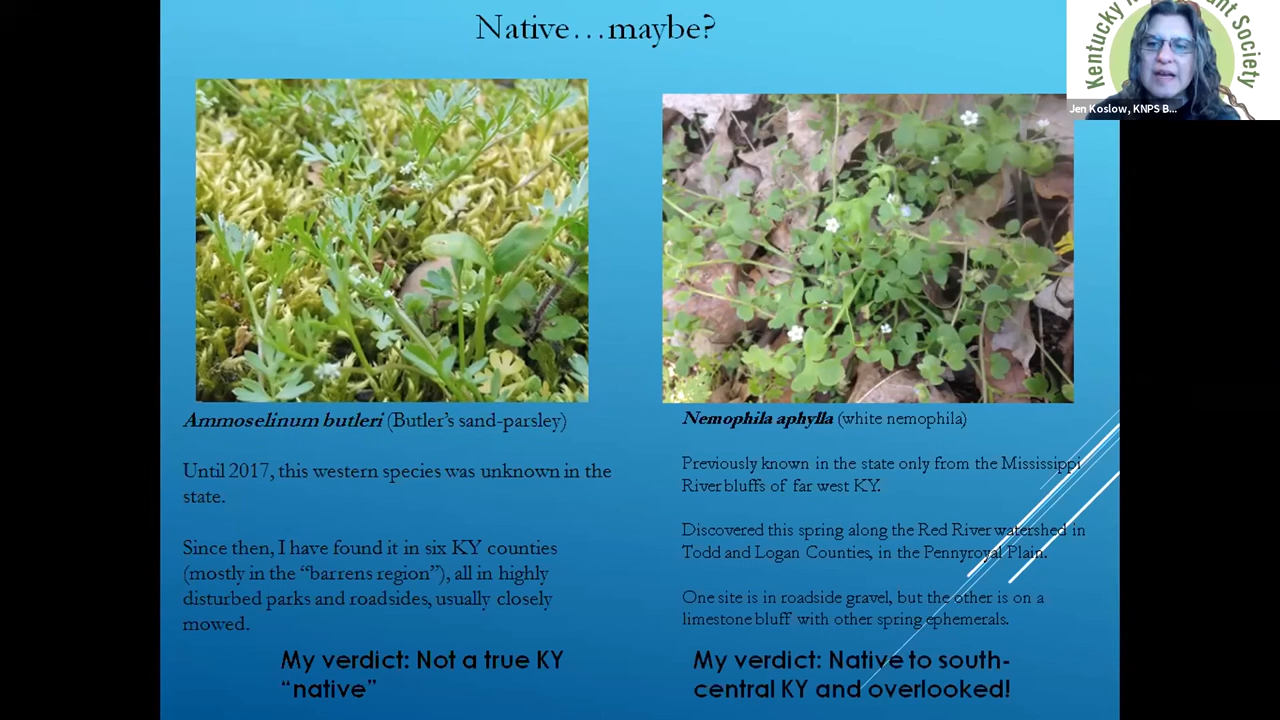 Native…maybe?
Kentucky
ant Society
Jen Koslow, KNPS B...
Ammoselinum butleri (Butler's sand-parsley)
Until 2017, this western species was unknown in the
state.
Since then, I have found it in six KY counties
(mostly in the "barrens region"), all in highly
disturbed parks and roadsides, usually closely
mowed.
My verdict: Not a true KY
"native"
Nemophila aphylla (white nemophila)
Previously known in the state only from the Mississippi
River bluffs of far west KY.
Discovered this spring along the Red River watershed in
Todd and Logan Counties, in the Pennyroyal Plain.
One site is in roadside gravel, but the other is on a
limestone bluff with other spring ephemerals.
My verdict: Native to south-
central KY and overlooked!